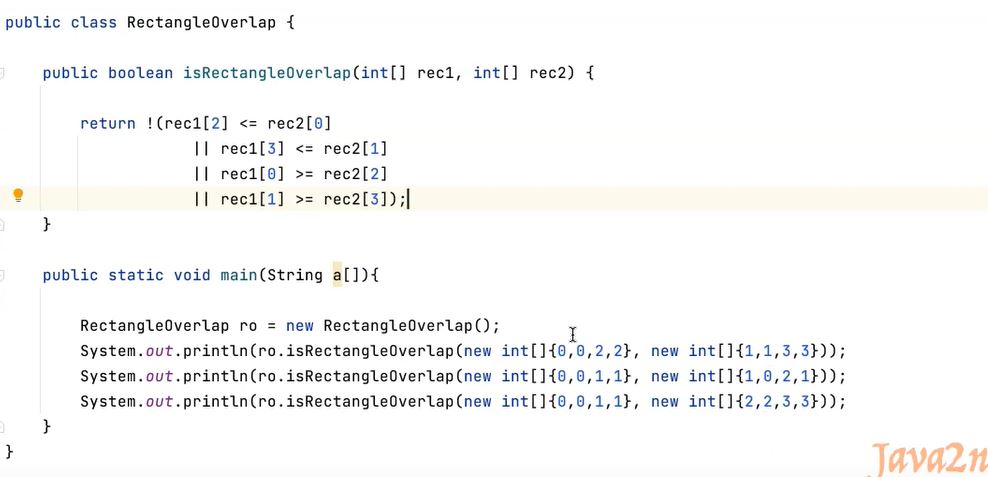 public class RectangleOverlap {
public boolean isRectangleOverlap(int[] rec1, int[] rec2) {
return !(rec1[2] <= rec2[0]
|| rec1[3] <= rec2[1]
|| rec1[0] >= rec2[2]
|| rec1[1] >= rec2[3]);
}
public static void main(String a[]){
RectangleOverlap ro = new RectangleOverlap();
System.out.println(ro.isRectangleOverlap(new int[]{0,0,2,2}, new int[]{1,1,3,3}));
System.out.println(ro.isRectangleOverlap(new int[]{0,0,1,1}, new int[]{1,0,2,1}));
System.out.println(ro.isRectangleOverlap(new int[]{0,0,1,1}, new int[]{2,2,3,3}));
}
}
Java2n